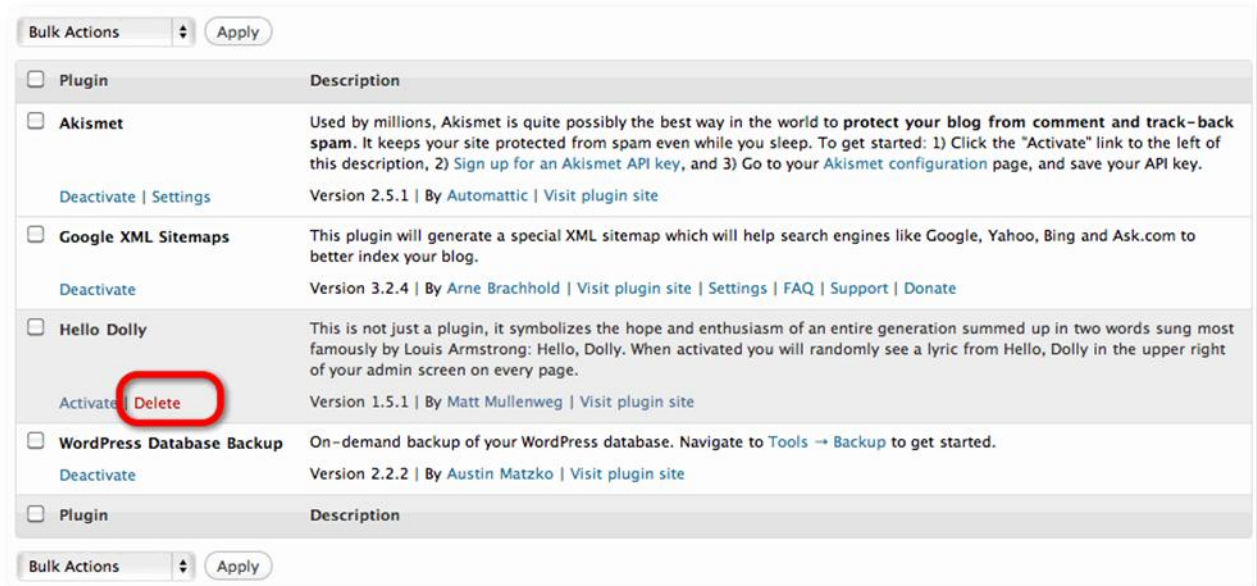 Bulk Actions Apply
Plugin Description
Akismet Used by millions, Akismet is quite possibly the best way in the world to protect your blog from comment and track-back
spam. It keeps your site protected from spam even while you sleep. To get started: 1) Click the "Activate" link to the left of
this description, 2) Sign up for an Akismet API key, and 3) Go to your Akismet configuration page, and save your API key.
Deactivate | Settings Version 2.5.1 | By Automattic | Visit plugin site
Google XML Sitemaps This plugin will generate a special XML sitemap which will help search engines like Google, Yahoo, Bing and Ask.com to
better index your blog.
Deactivate Version 3.2.4 | By Arne Brachhold | Visit plugin site | Settings | FAQ | Support | Donate
Hello Dolly This is not just a plugin, it symbolizes the hope and enthusiasm of an entire generation summed up in two words sung most
famously by Louis Armstrong: Hello, Dolly. When activated you will randomly see a lyric from Hello, Dolly in the upper right
of your admin screen on every page.
Activate | Delete Version 1.5.1 | By Matt Mullenweg | Visit plugin site
WordPress Database Backup On-demand backup of your WordPress database. Navigate to Tools → Backup to get started.
Deactivate Version 2.2.2 | By Austin Matzko | Visit plugin site
Plugin Description
Bulk Actions Apply